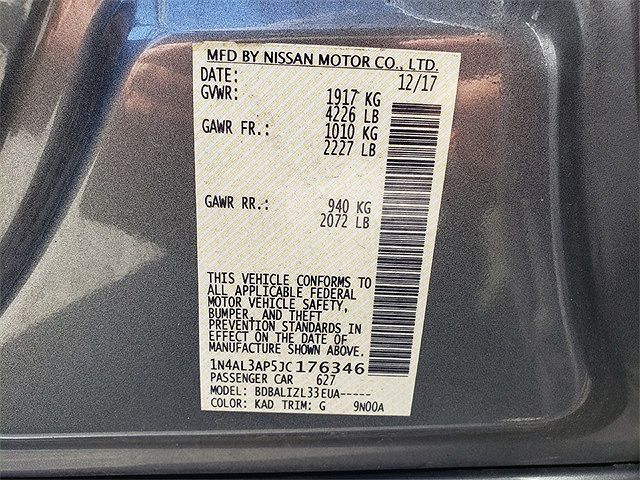 MFD BY NISSAN MOTOR CO., LTD.
DATE: 12/17
GVWR: 1917 KG
4226 LB
GAWR FR.: 1010 KG
2227 LB
GAWR RR.: 940 KG
2072 LB
THIS VEHICLE CONFORMS TO
ALL APPLICABLE FEDERAL
MOTOR VEHICLE SAFETY,
BUMPER, AND THEFT
PREVENTION STANDARDS IN
EFFECT ON THE DATE OF
MANUFACTURE SHOWN ABOVE.
1N4AL3AP5JC176346
PASSENGER CAR 627
MODEL: BDBALIZL33EUA-----
COLOR: KAD TRIM: G 9N00A